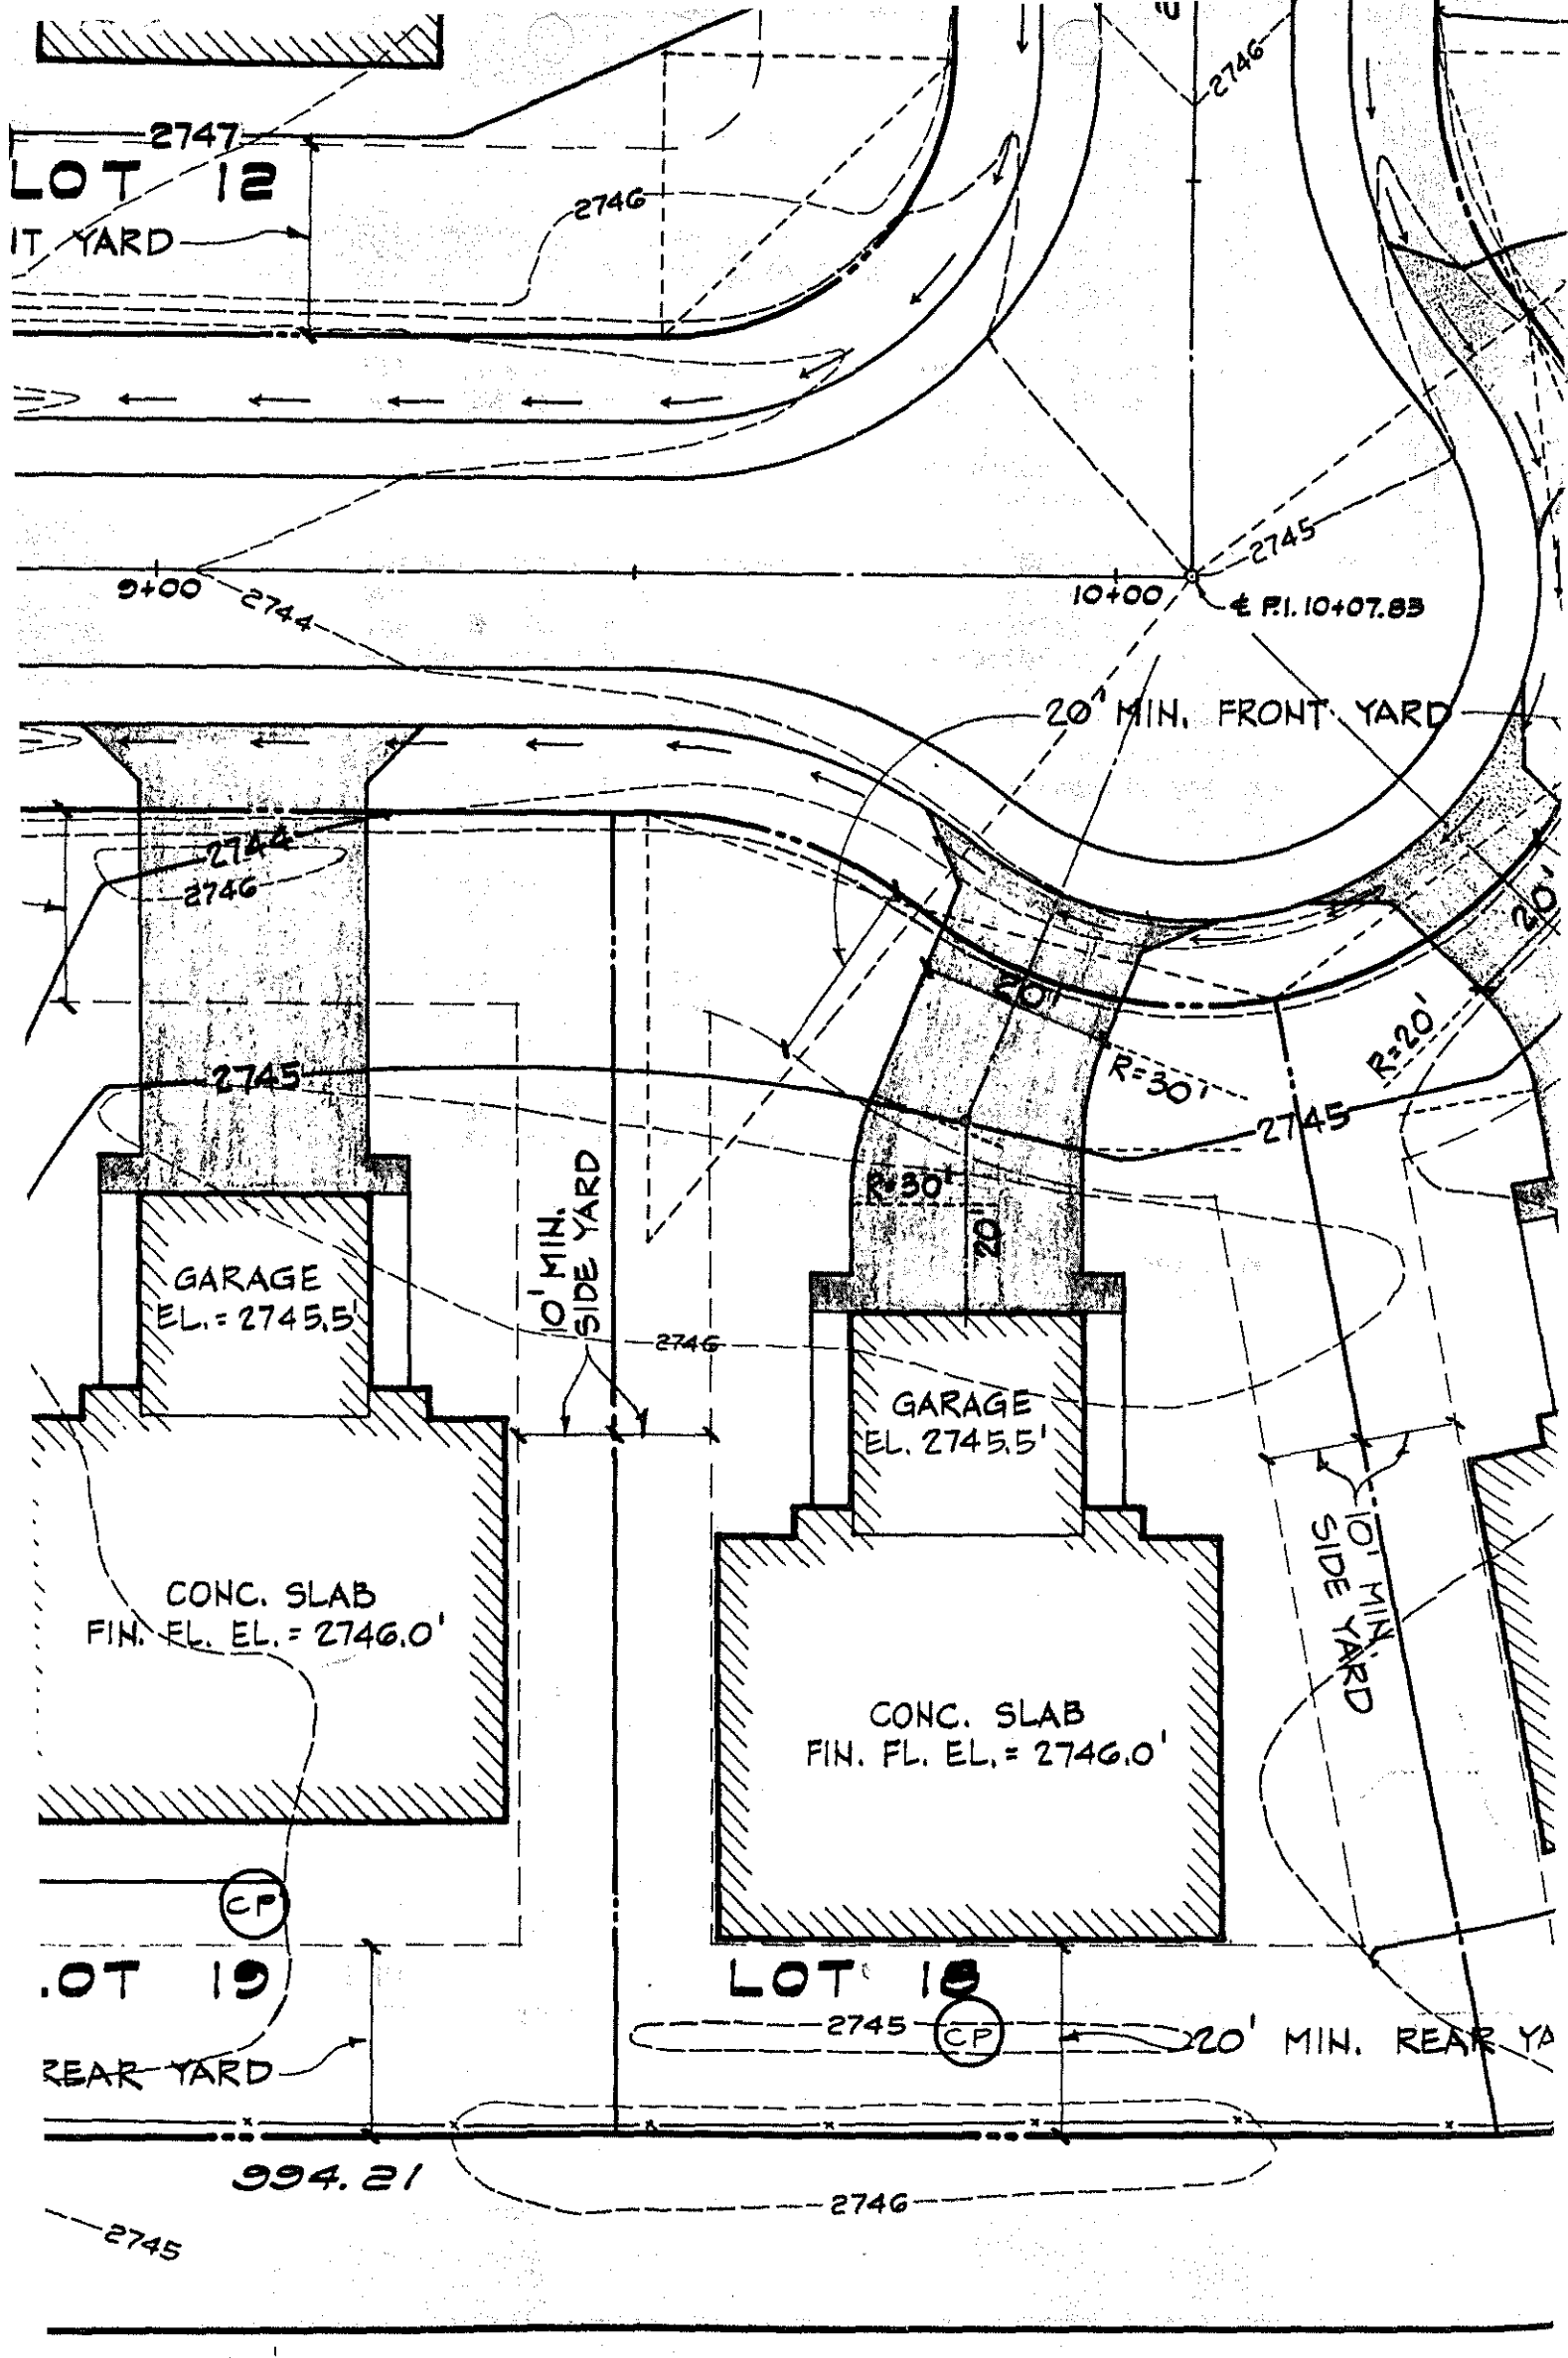 2746
2747
LOT 12
IT YARD
2746
2745
9+00
2744
10+00
℄ P.I. 10+07.83
20' MIN. FRONT YARD
2744
2746
20'
20'
R=20'
R=30'
2745
2745
R=30'
20'
10' MIN.
SIDE YARD
GARAGE
EL.= 2745.5'
2746
GARAGE
EL. 2745.5'
10' MIN.
SIDE YARD
CONC. SLAB
FIN. FL. EL.= 2746.0'
CONC. SLAB
FIN. FL. EL.= 2746.0'
CP
.OT 19
LOT 18
2745
CP
20' MIN. REAR YA
REAR YARD
994.21
2746
2745